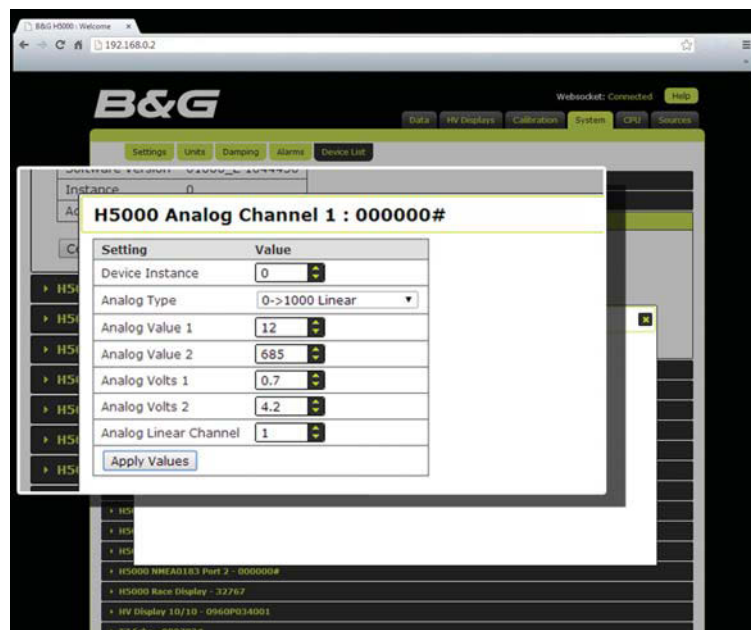 B&G H5000 : Welcome
192.168.0.2
B&G
Websocket: Connected Help
Data HV Displays Calibration System CPU Sources
Settings Units Damping Alarms Device List
Instance 0
H5000 Analog Channel 1 : 000000#
Setting Value
Device Instance 0
Analog Type 0->1000 Linear
Analog Value 1 12
Analog Value 2 685
Analog Volts 1 0.7
Analog Volts 2 4.2
Analog Linear Channel 1
Apply Values
H5000 NMEA0183 Port 2 - 000000#
H5000 Race Display - 32767
HV Display 10/10 - 0960P034001